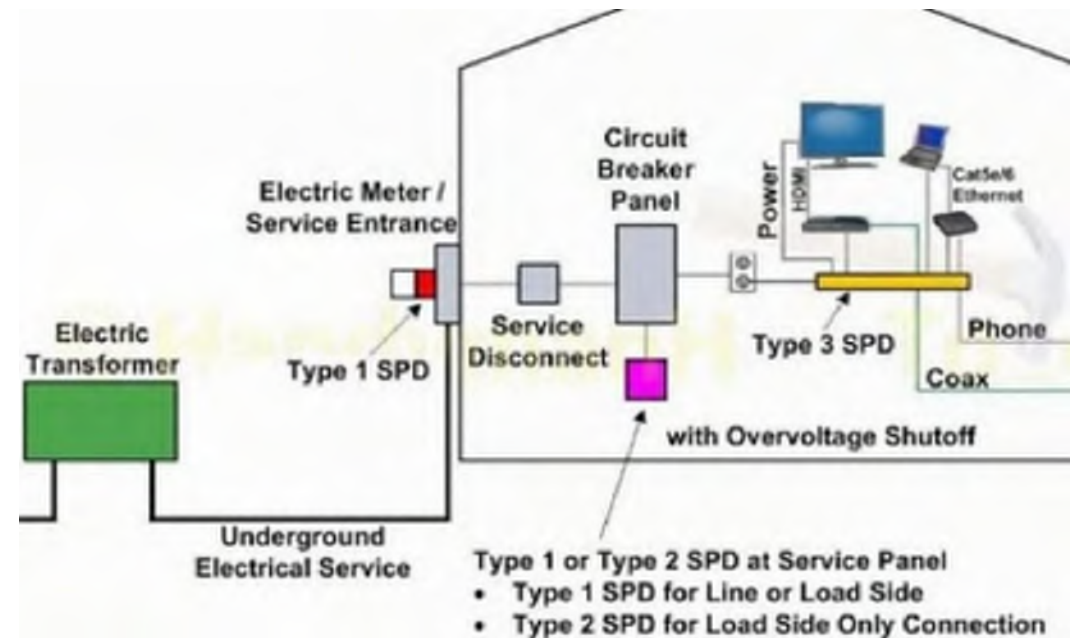 Circuit
Breaker
Panel
Electric Meter /
Service Entrance
Power
HDMI
Cat5e/6
Ethernet
Electric
Transformer
Type 1 SPD
Service
Disconnect
Type 3 SPD
Phone
Coax
with Overvoltage Shutoff
Underground
Electrical Service
Type 1 or Type 2 SPD at Service Panel
• Type 1 SPD for Line or Load Side
• Type 2 SPD for Load Side Only Connection